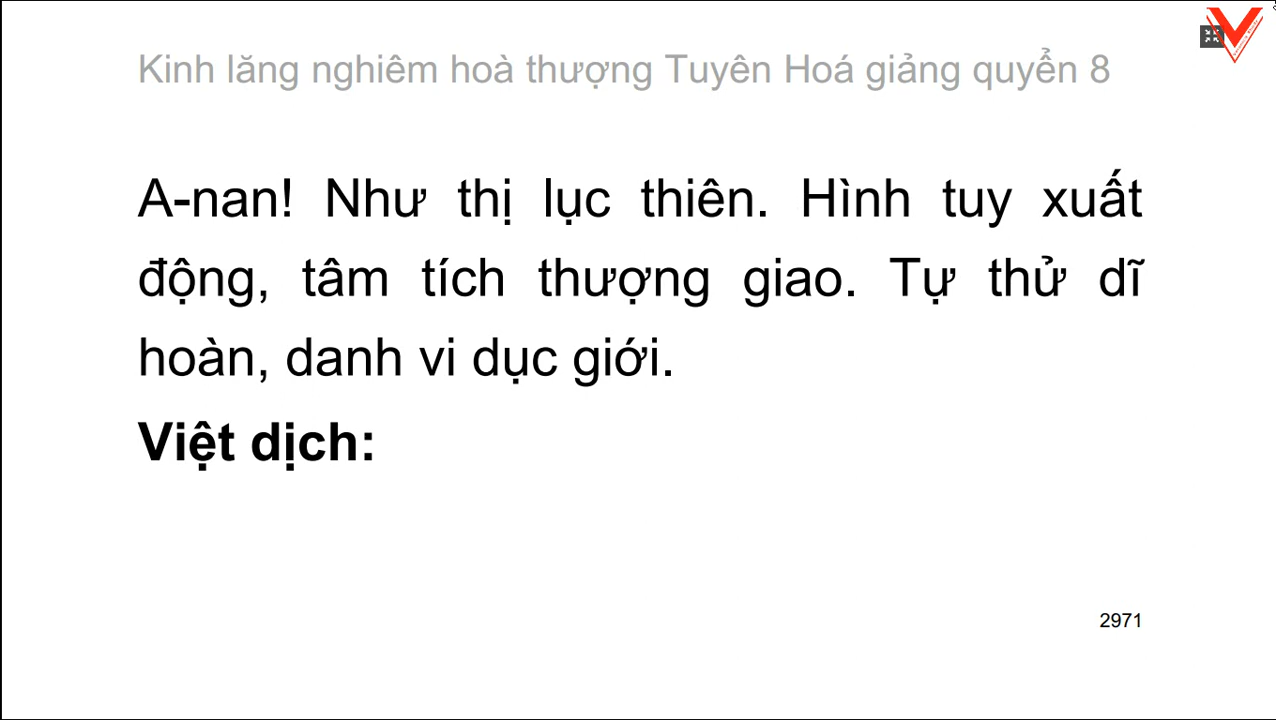 Kinh lăng nghiêm hoà thượng Tuyên Hoá giảng quyển 8
A-nan! Như thị lục thiên. Hình tuy xuất
động, tâm tích thượng giao. Tự thử dĩ
hoàn, danh vi dục giới.
Việt dịch:
2971